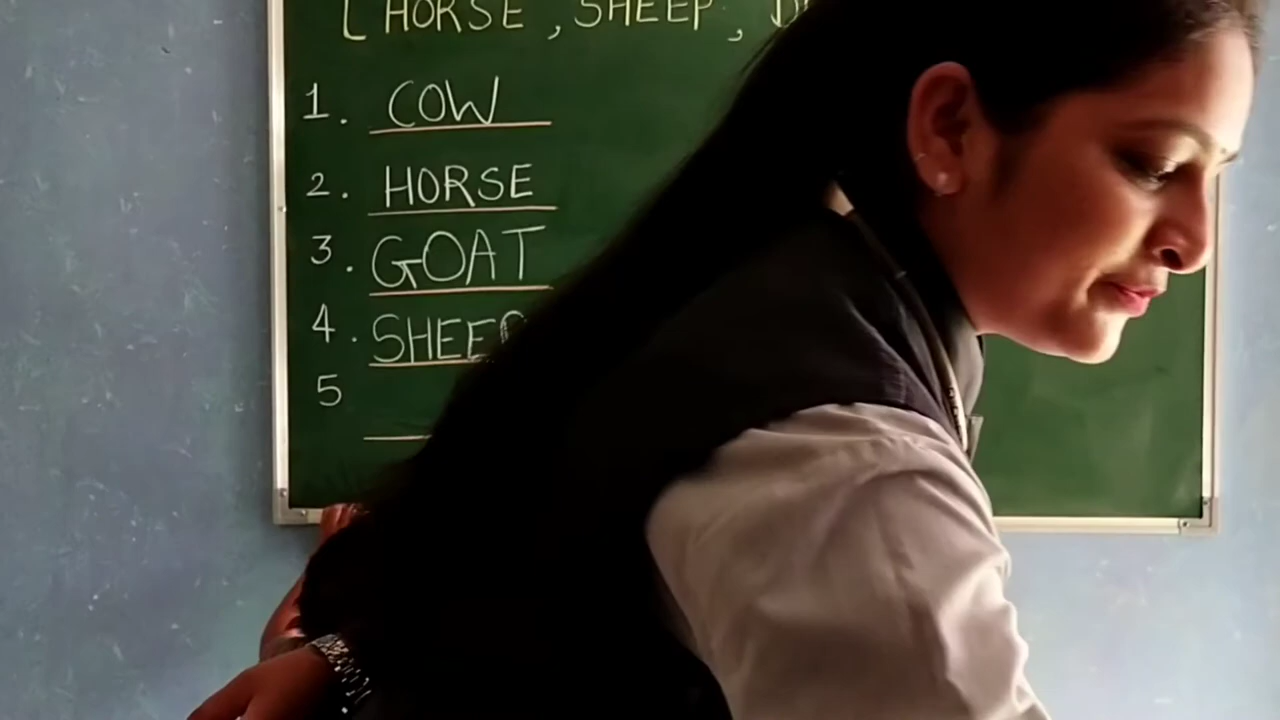 [ HORSE , SHEEP ,
1. COW
2. HORSE
3. GOAT
4. SHEEP
5